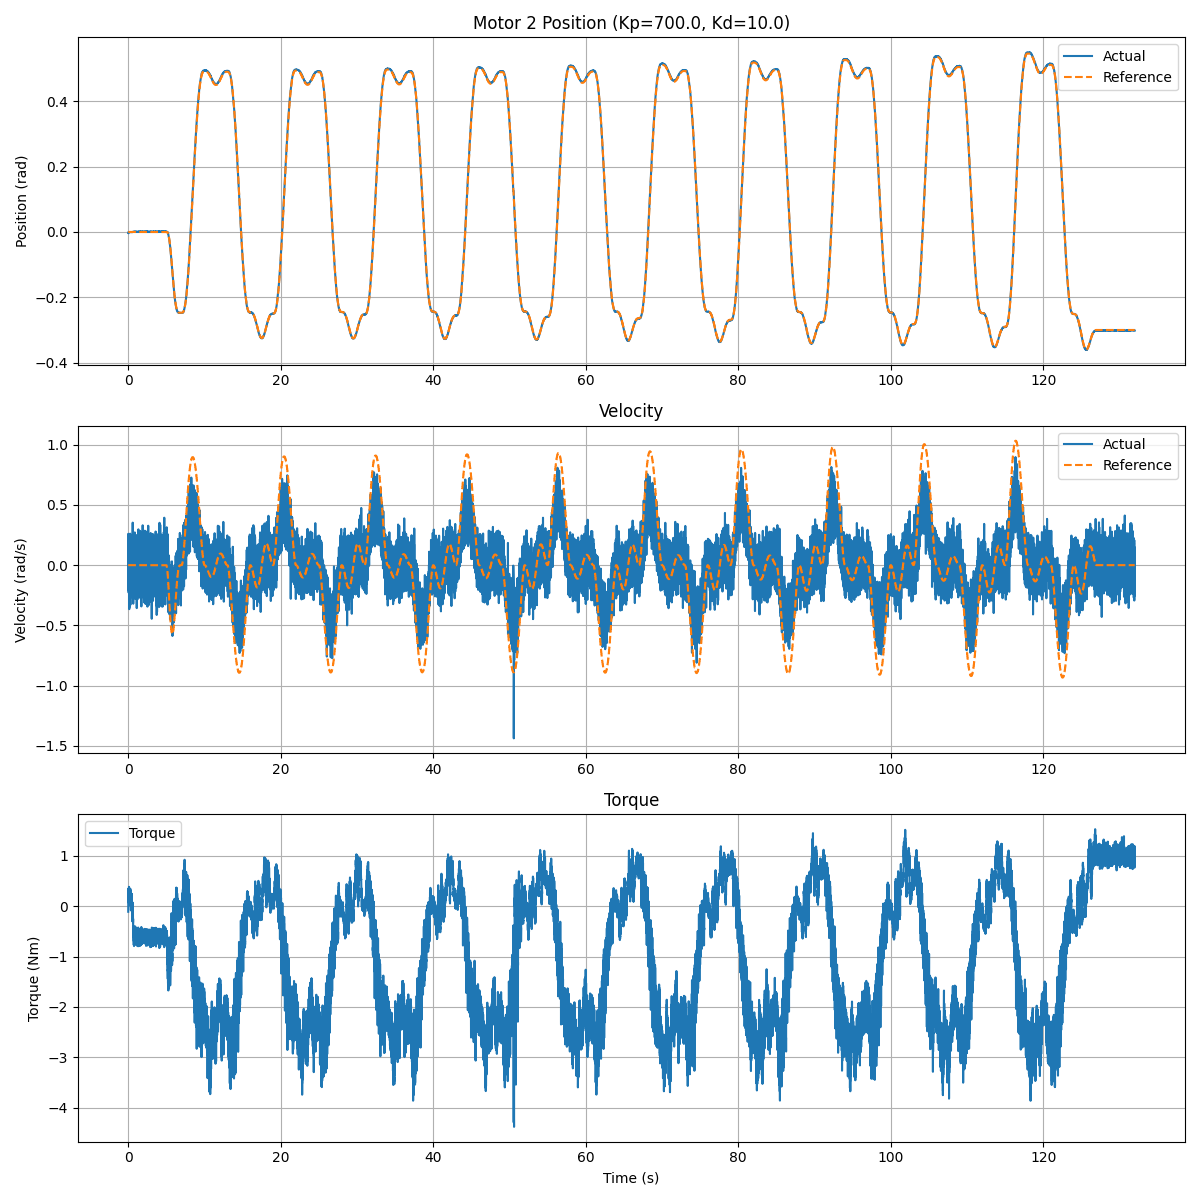 Motor 2 Position (Kp=700.0, Kd=10.0)
Actual
Reference
Position (rad)
0.4
0.2
0.0
−0.2
−0.4
0 20 40 60 80 100 120
Velocity
Actual
Reference
Velocity (rad/s)
1.0
0.5
0.0
−0.5
−1.0
−1.5
0 20 40 60 80 100 120
Torque
Torque
Torque (Nm)
1
0
−1
−2
−3
−4
0 20 40 60 80 100 120
Time (s)